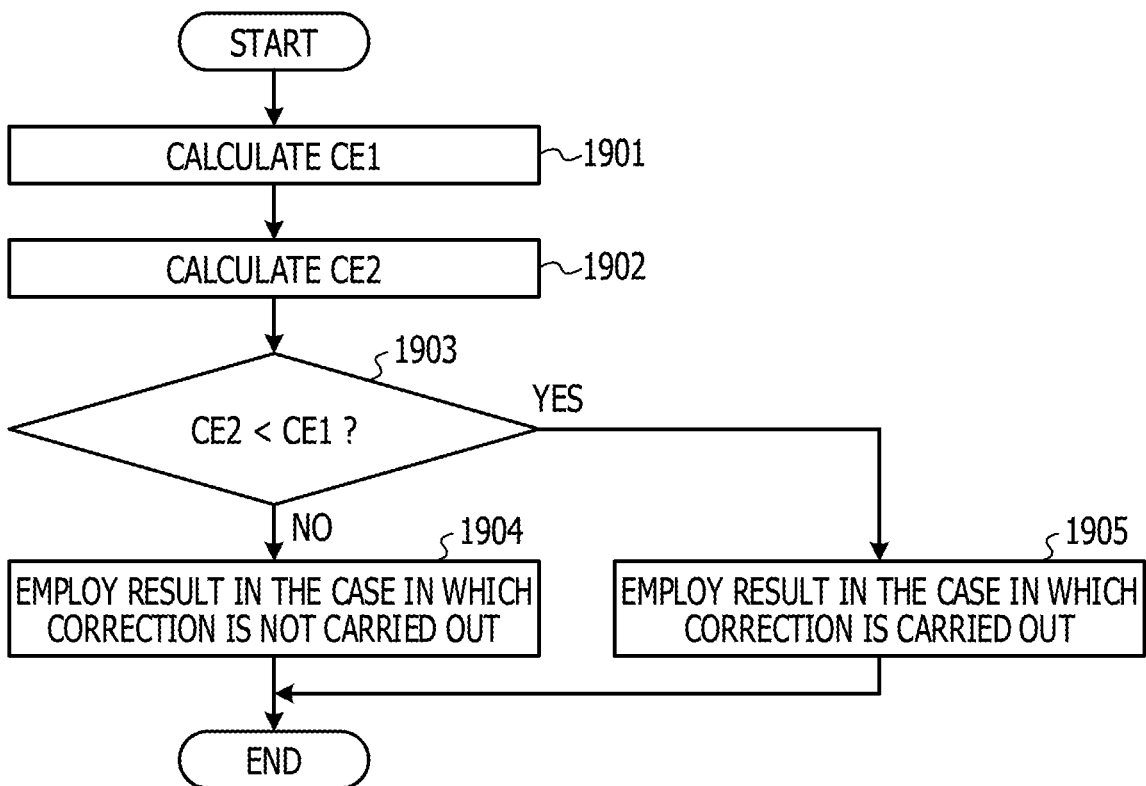 START
CALCULATE CE1
1901
CALCULATE CE2
1902
1903
CE2 < CE1 ?
YES
NO
1904
EMPLOY RESULT IN THE CASE IN WHICH
CORRECTION IS NOT CARRIED OUT
1905
EMPLOY RESULT IN THE CASE IN WHICH
CORRECTION IS CARRIED OUT
END